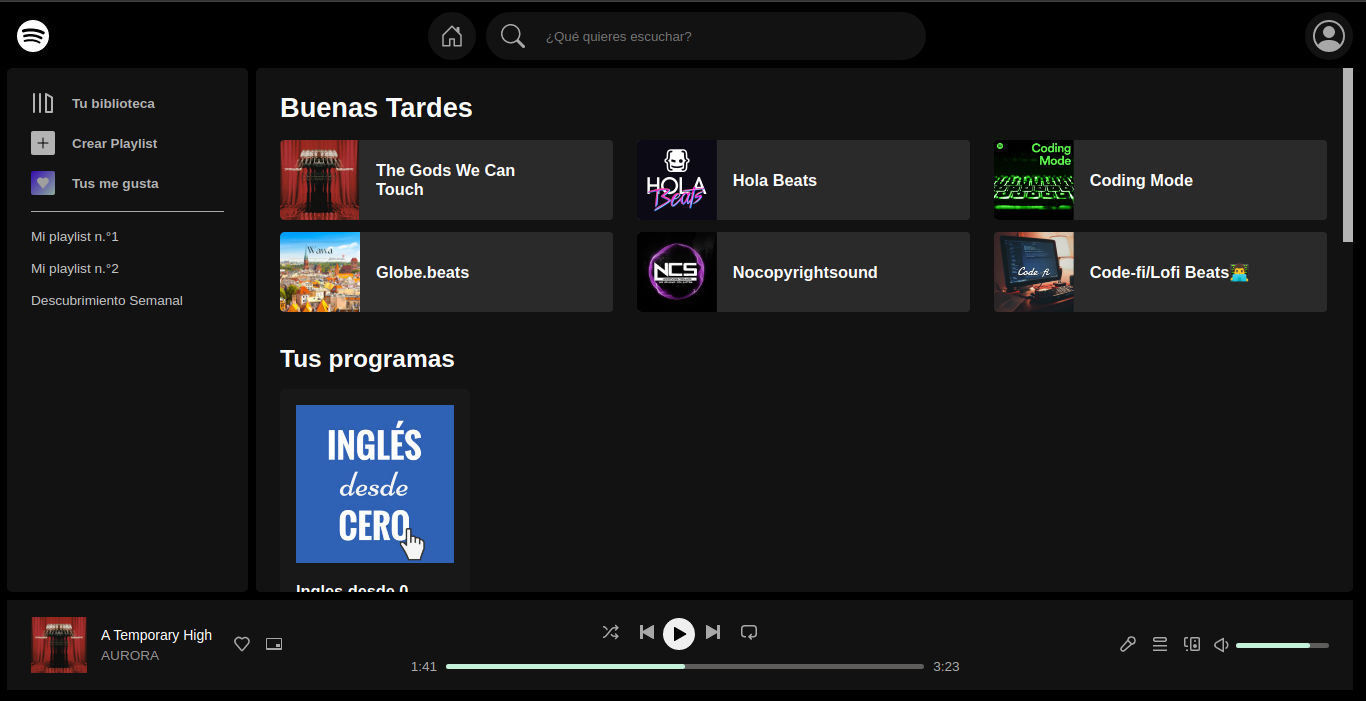 ¿Qué quieres escuchar?
Tu biblioteca
Crear Playlist
Tus me gusta
Mi playlist n.°1
Mi playlist n.°2
Descubrimiento Semanal
Buenas Tardes
The Gods We Can
Touch
HOLA
Beats
Hola Beats
Coding
Mode
Coding Mode
Wawa
Globe.beats
NCS
Nocopyrightsound
Code fi
Code-fi/Lofi Beats
Tus programas
INGLÉS
desde
CERO
Ingles desde 0
A Temporary High
AURORA
1:41
3:23